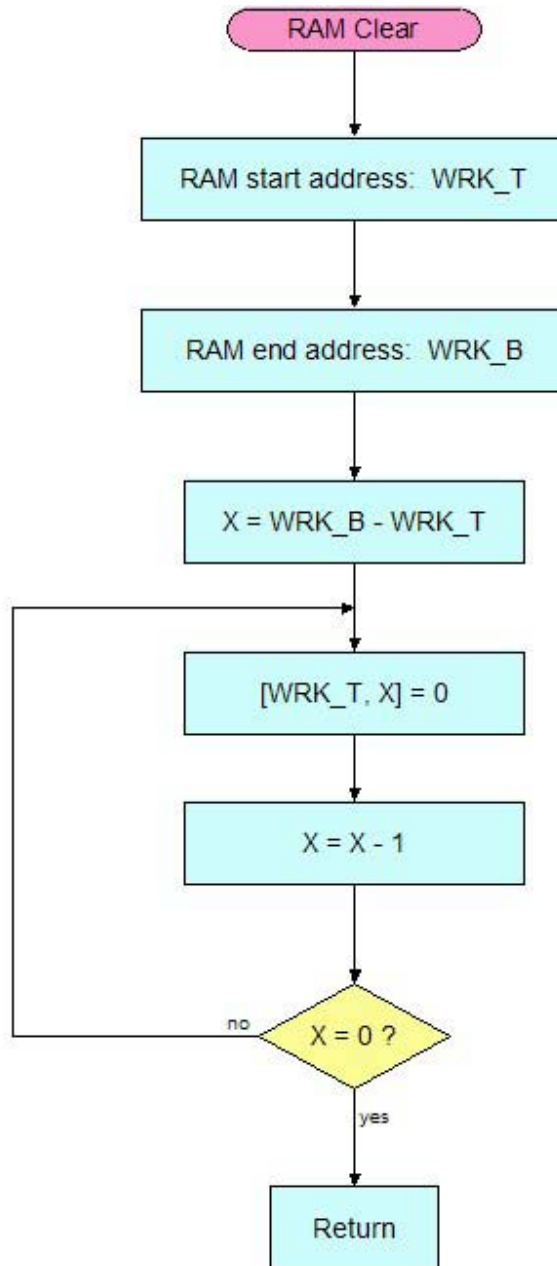 RAM Clear
RAM start address:  WRK_T
RAM end address:  WRK_B
X = WRK_B - WRK_T
[WRK_T, X] = 0
X = X - 1
X = 0 ?
no
yes
Return